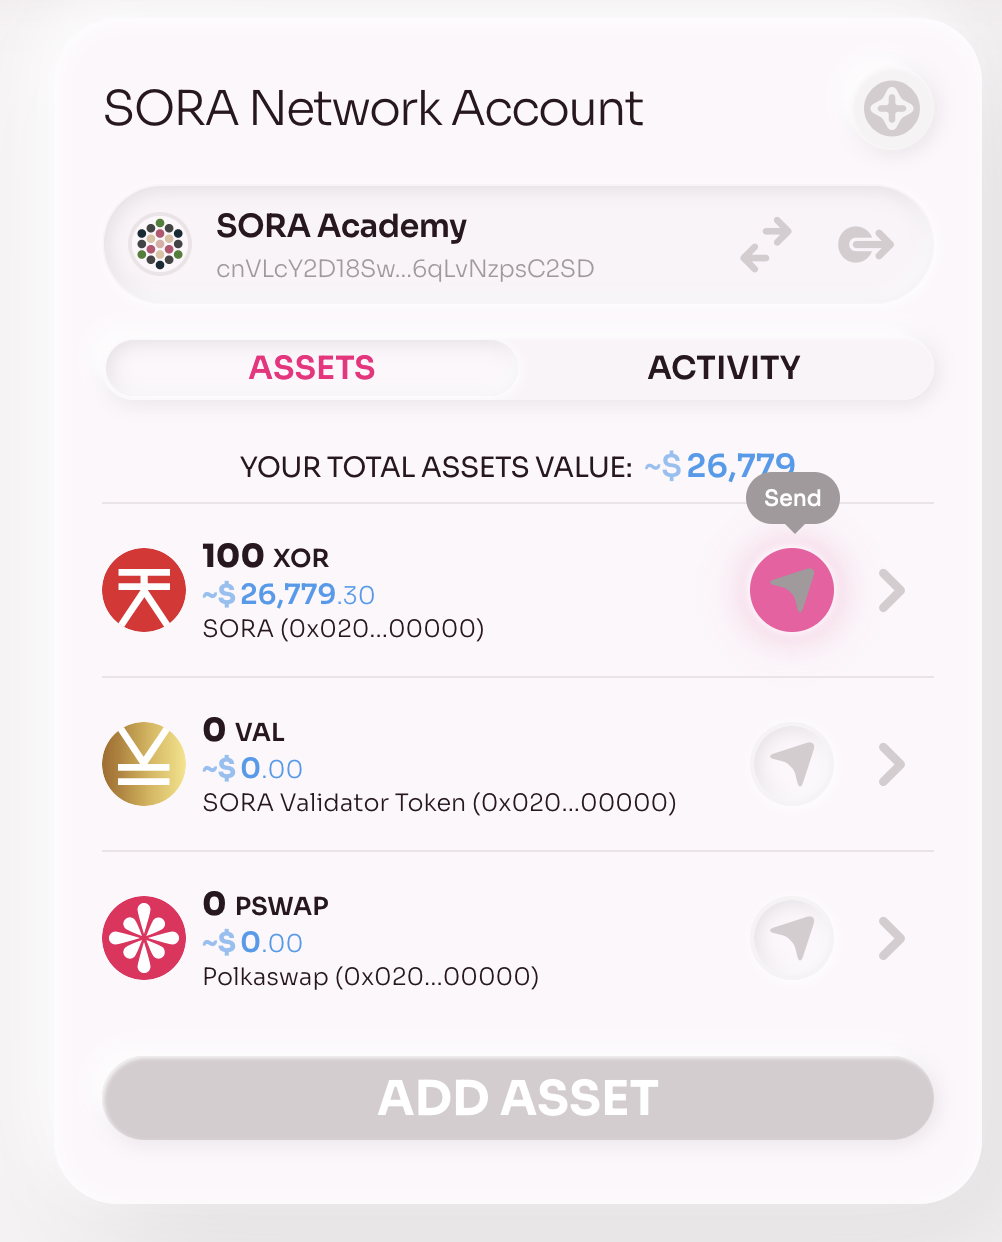 SORA Network Account
SORA Academy
cnVLcY2D18Sw...6qLvNzpsC2SD
ASSETS
ACTIVITY
YOUR TOTAL ASSETS VALUE: ~$ 26,779
Send
100 XOR
~$ 26,779.30
SORA (0x020...00000)
0 VAL
~$ 0.00
SORA Validator Token (0x020...00000)
0 PSWAP
~$ 0.00
Polkaswap (0x020...00000)
ADD ASSET